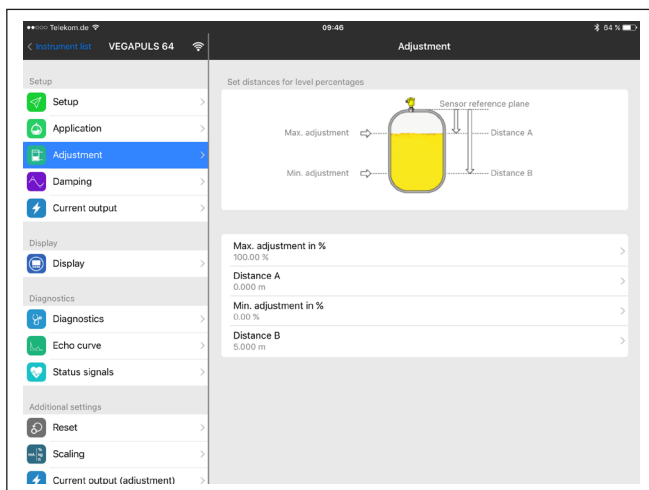 Telekom.de
09:46
64 %
Instrument list
VEGAPULS 64
Adjustment
Setup
Setup
Application
Adjustment
Damping
Current output
Display
Display
Diagnostics
Diagnostics
Echo curve
Status signals
Additional settings
Reset
Scaling
Current output (adjustment)
Set distances for level percentages
Sensor reference plane
Max. adjustment
Distance A
Min. adjustment
Distance B
Max. adjustment in %
100.00 %
Distance A
0.000 m
Min. adjustment in %
0.00 %
Distance B
5.000 m